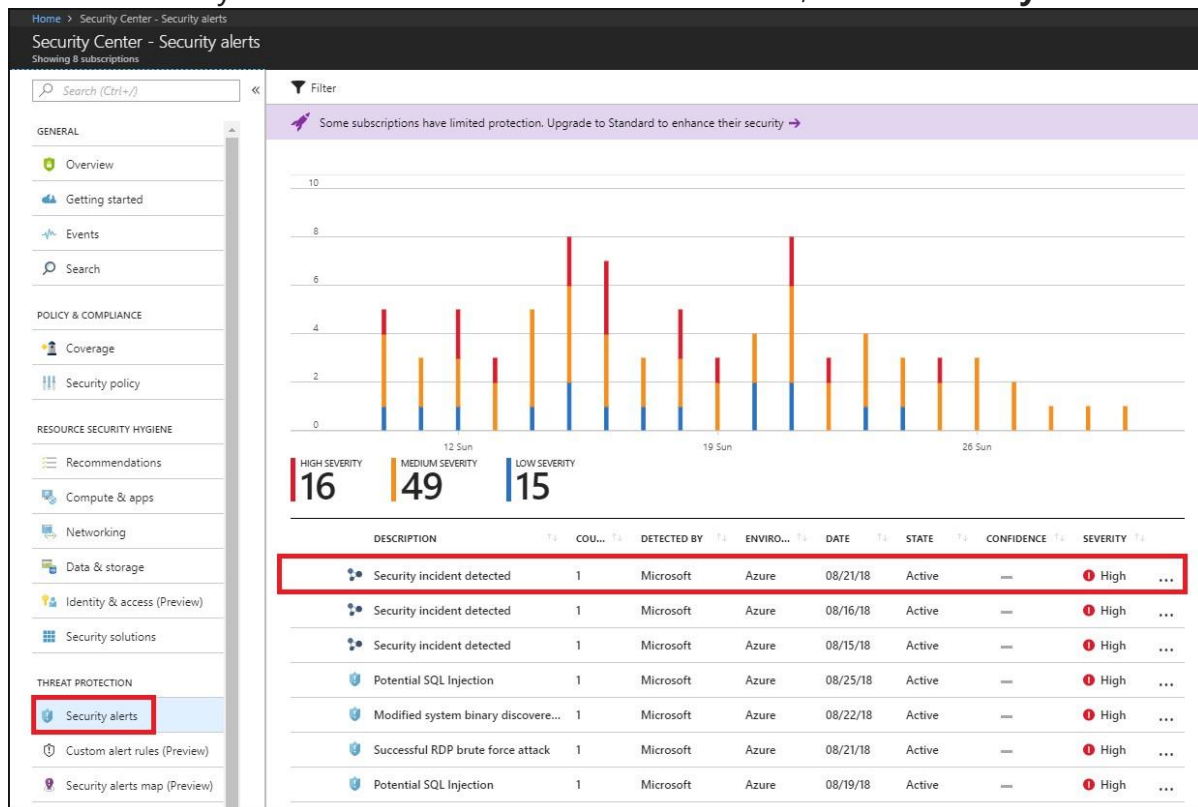 Home > Security Center - Security alerts
Security Center - Security alerts
Showing 8 subscriptions
Search (Ctrl+/)
«
GENERAL
Overview
Getting started
Events
Search
POLICY & COMPLIANCE
Coverage
Security policy
RESOURCE SECURITY HYGIENE
Recommendations
Compute & apps
Networking
Data & storage
Identity & access (Preview)
Security solutions
THREAT PROTECTION
Security alerts
Custom alert rules (Preview)
Security alerts map (Preview)
Filter
Some subscriptions have limited protection. Upgrade to Standard to enhance their security →
10
8
6
4
2
0
12 Sun 19 Sun 26 Sun
HIGH SEVERITY MEDIUM SEVERITY LOW SEVERITY
16 49 15
DESCRIPTION COU... DETECTED BY ENVIRO... DATE STATE CONFIDENCE SEVERITY
Security incident detected 1 Microsoft Azure 08/21/18 Active — High ...
Security incident detected 1 Microsoft Azure 08/16/18 Active — High ...
Security incident detected 1 Microsoft Azure 08/15/18 Active — High ...
Potential SQL Injection 1 Microsoft Azure 08/25/18 Active — High ...
Modified system binary discovere... 1 Microsoft Azure 08/22/18 Active — High ...
Successful RDP brute force attack 1 Microsoft Azure 08/21/18 Active — High ...
Potential SQL Injection 1 Microsoft Azure 08/19/18 Active — High ...